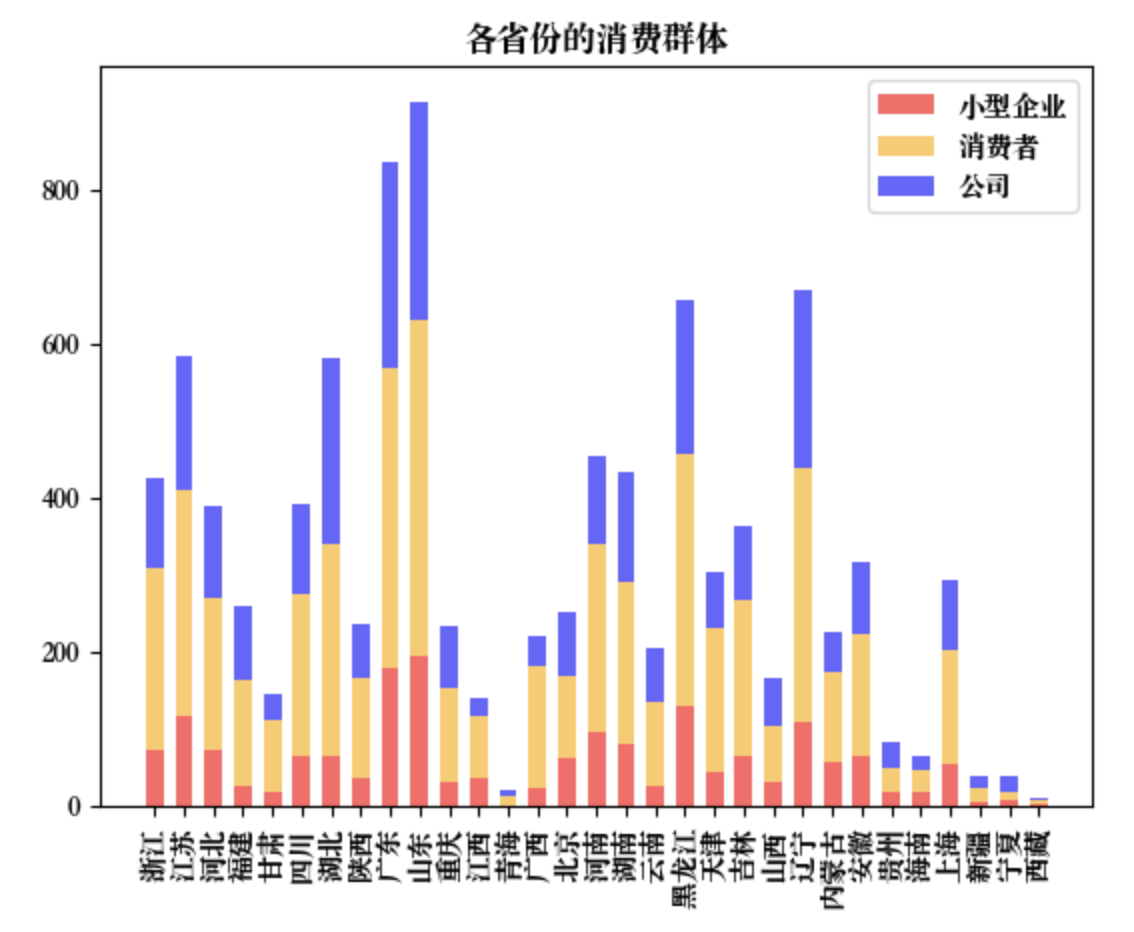 各省份的消费群体
小型企业
消费者
公司
800
600
400
200
0
浙江
江苏
河北
福建
甘肃
四川
湖北
陕西
广东
山东
重庆
江西
青海
广西
北京
河南
湖南
云南
黑龙江
天津
吉林
山西
辽宁
内蒙古
安徽
贵州
海南
上海
新疆
宁夏
西藏